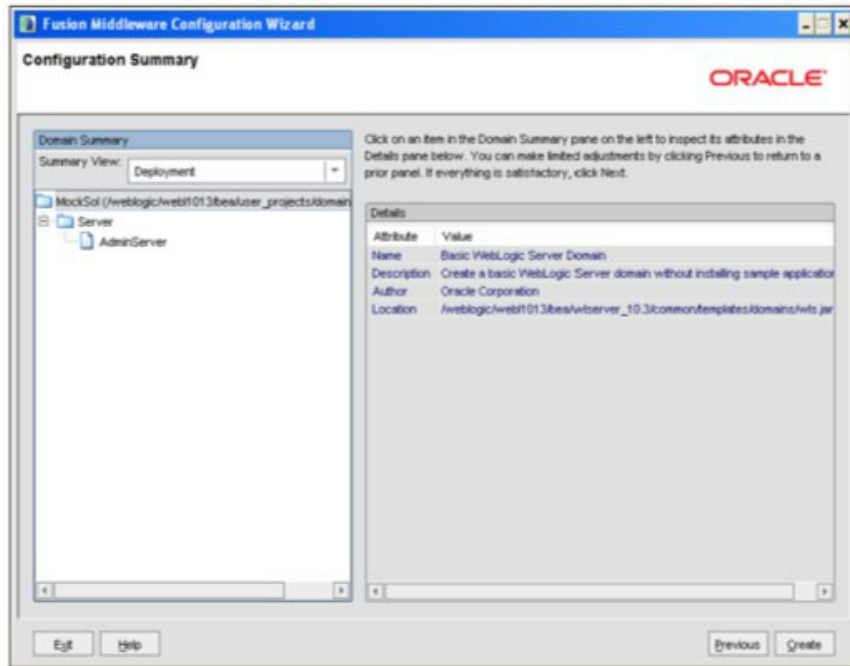 Fusion Middleware Configuration Wizard
Configuration Summary
ORACLE
Domain Summary
Summary View:
Deployment
MockSol (/weblogic/webl1013/bea/user_projects/domain
Server
AdminServer
Click on an item in the Domain Summary pane on the left to inspect its attributes in the
Details pane below. You can make limited adjustments by clicking Previous to return to a
prior panel. If everything is satisfactory, click Next.
Details
Attribute Value
Name Basic WebLogic Server Domain
Description Create a basic WebLogic Server domain without installing sample application
Author Oracle Corporation
Location /weblogic/webl1013/bea/wlserver_10.3/common/templates/domains/wls.jar
Exit Help Previous Create